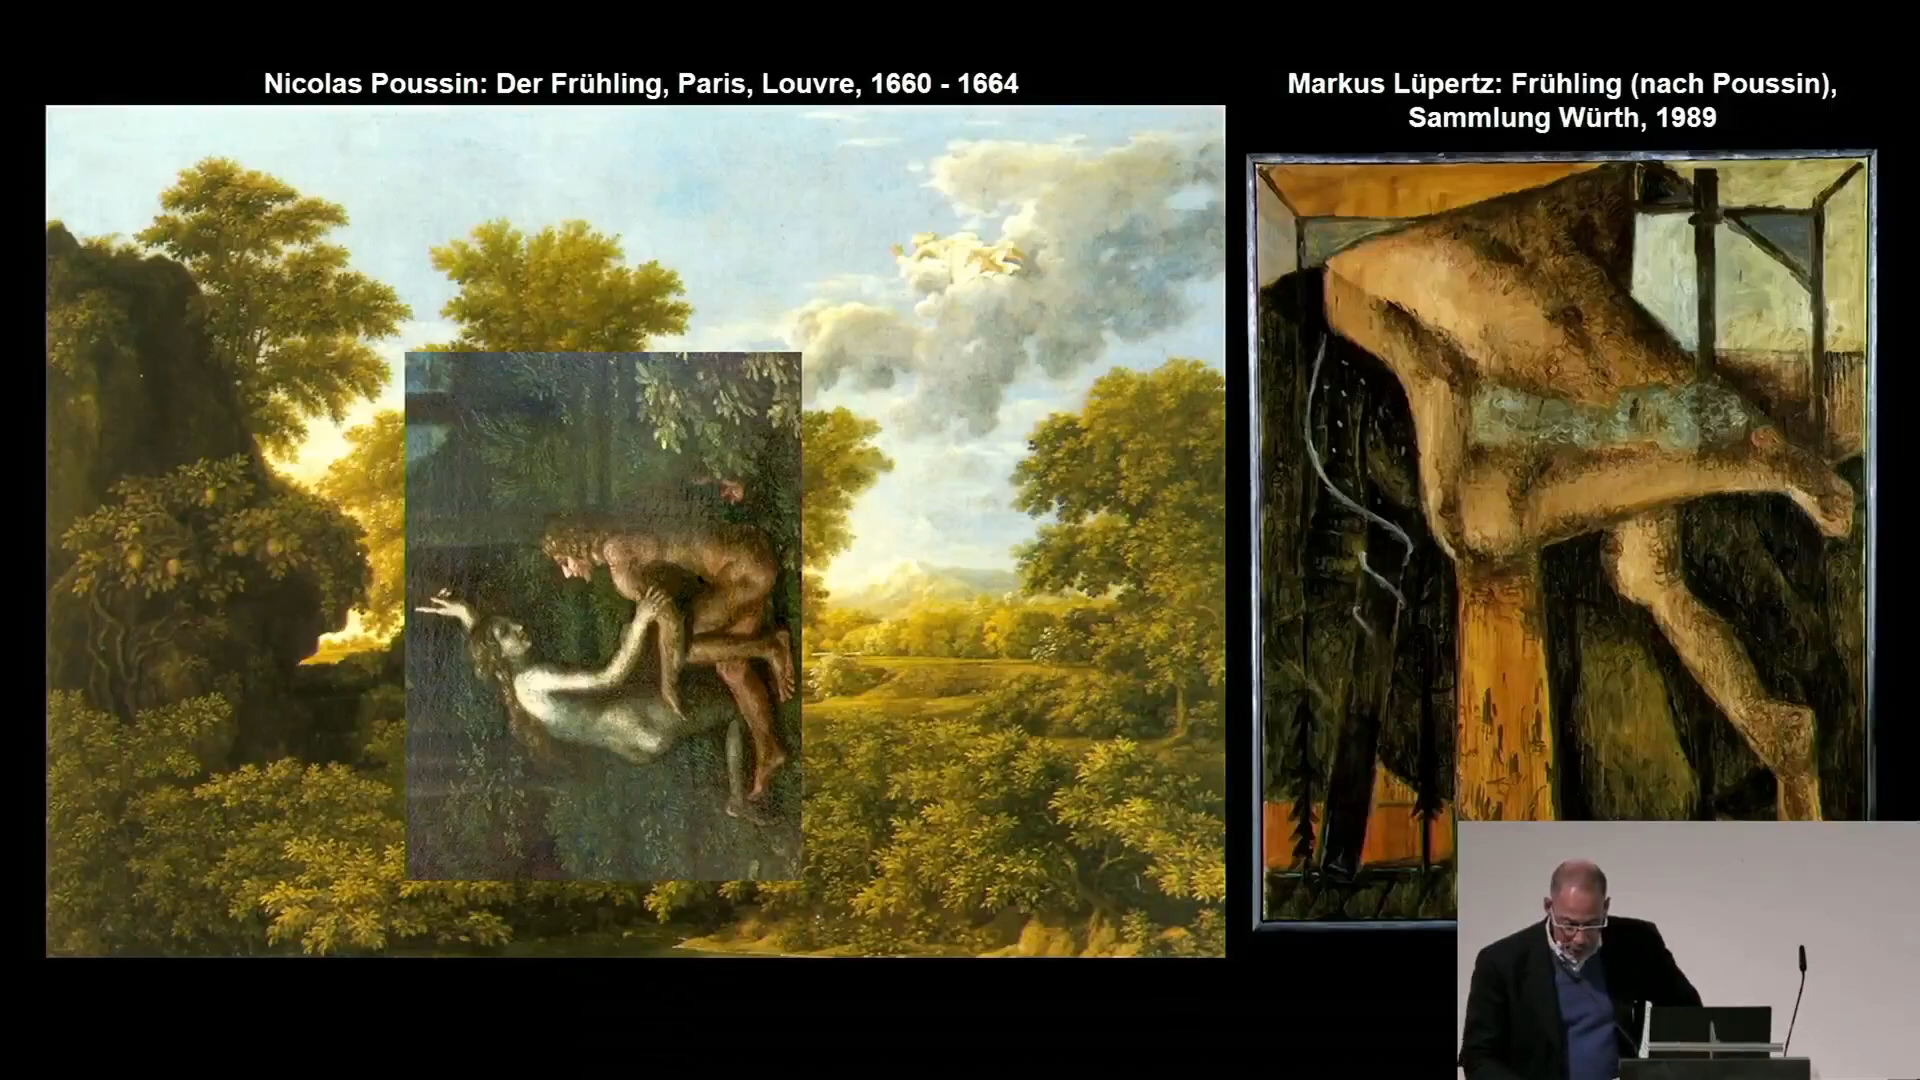 Nicolas Poussin: Der Frühling, Paris, Louvre, 1660 - 1664
Markus Lüpertz: Frühling (nach Poussin),
Sammlung Würth, 1989